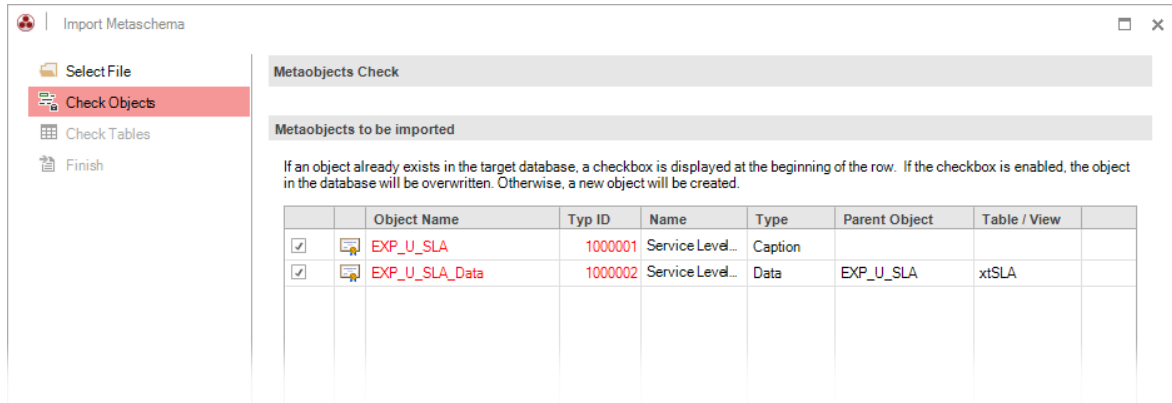 Import Metaschema
Select File
Check Objects
Check Tables
Finish
Metaobjects Check
Metaobjects to be imported
If an object already exists in the target database, a checkbox is displayed at the beginning of the row. If the checkbox is enabled, the object
in the database will be overwritten. Otherwise, a new object will be created.
Object Name Typ ID Name Type Parent Object Table / View
EXP_U_SLA 1000001 Service Level... Caption
EXP_U_SLA_Data 1000002 Service Level... Data EXP_U_SLA xtSLA